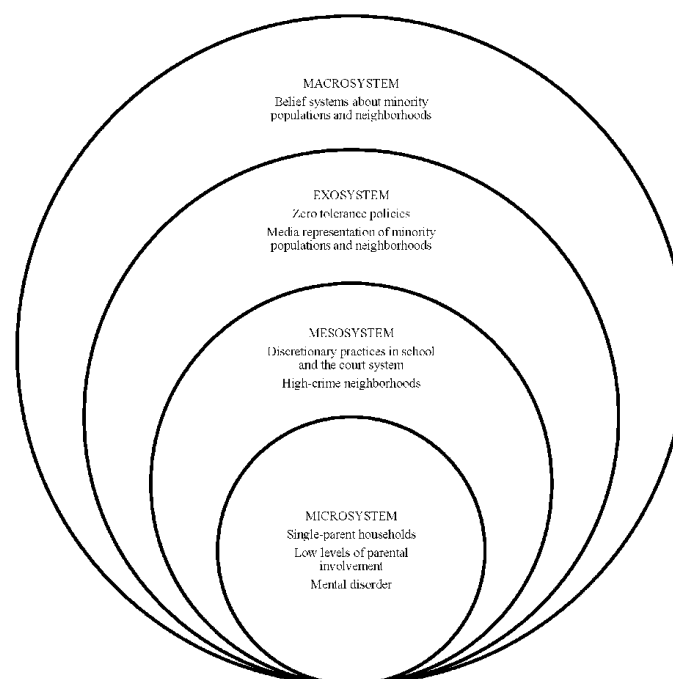 MACROSYSTEM
Belief systems about minority
populations and neighborhoods
EXOSYSTEM
Zero tolerance policies
Media representation of minority
populations and neighborhoods
MESOSYSTEM
Discretionary practices in school
and the court system
High-crime neighborhoods
MICROSYSTEM
Single-parent households
Low levels of parental
involvement
Mental disorder